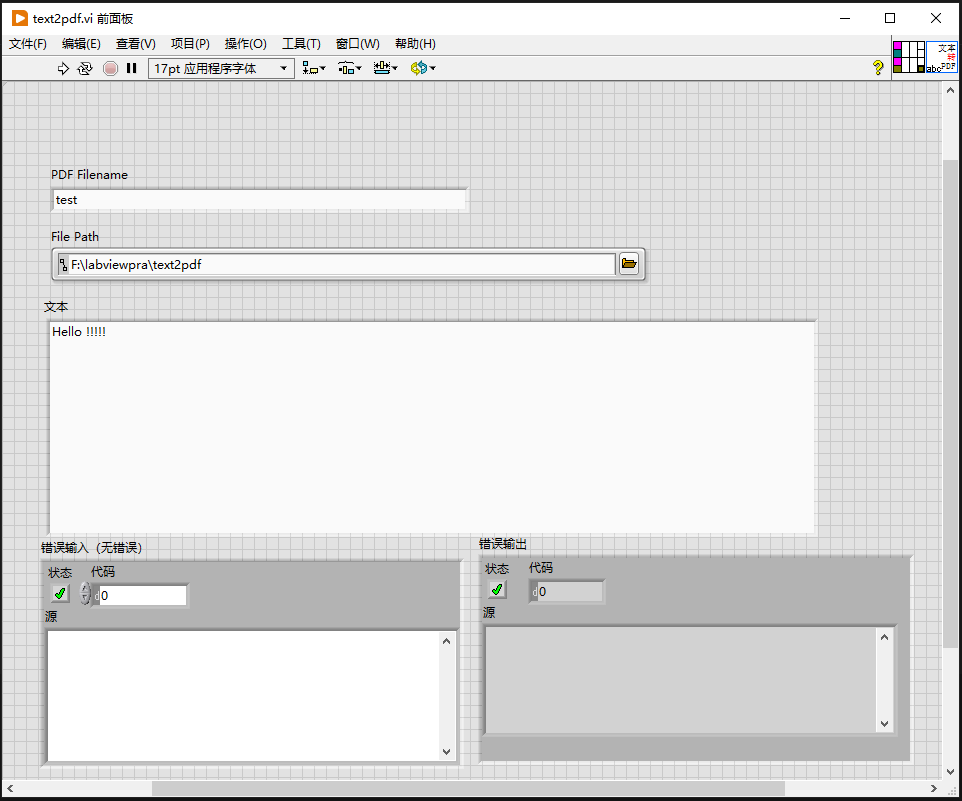 text2pdf.vi 前面板
文件(F) 编辑(E) 查看(V) 项目(P) 操作(O) 工具(T) 窗口(W) 帮助(H)
17pt 应用程序字体
?
文本
转
abc PDF
PDF Filename
test
File Path
F:\labviewpra\text2pdf
文本
Hello !!!!!
错误输入（无错误）
状态 代码
d 0
源
错误输出
状态 代码
d 0
源